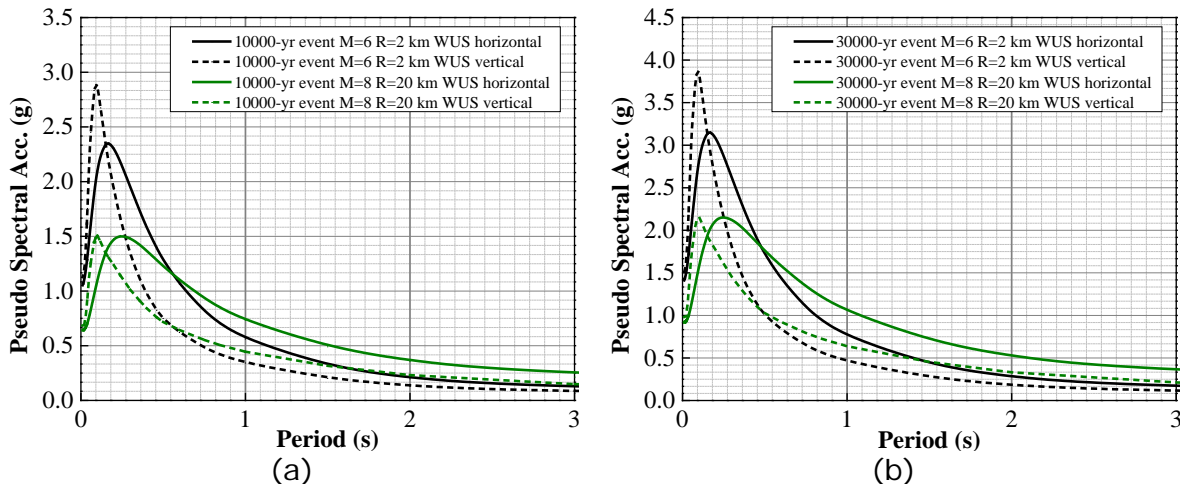 10000-yr event M=6 R=2 km WUS horizontal
10000-yr event M=6 R=2 km WUS vertical
10000-yr event M=8 R=20 km WUS horizontal
10000-yr event M=8 R=20 km WUS vertical
Pseudo Spectral Acc. (g)
3.5
3.0
2.5
2.0
1.5
1.0
0.5
0.0
0 1 2 3
Period (s)
(a)
30000-yr event M=6 R=2 km WUS horizontal
30000-yr event M=6 R=2 km WUS vertical
30000-yr event M=8 R=20 km WUS horizontal
30000-yr event M=8 R=20 km WUS vertical
Pseudo Spectral Acc. (g)
4.5
4.0
3.5
3.0
2.5
2.0
1.5
1.0
0.5
0.0
0 1 2 3
Period (s)
(b)